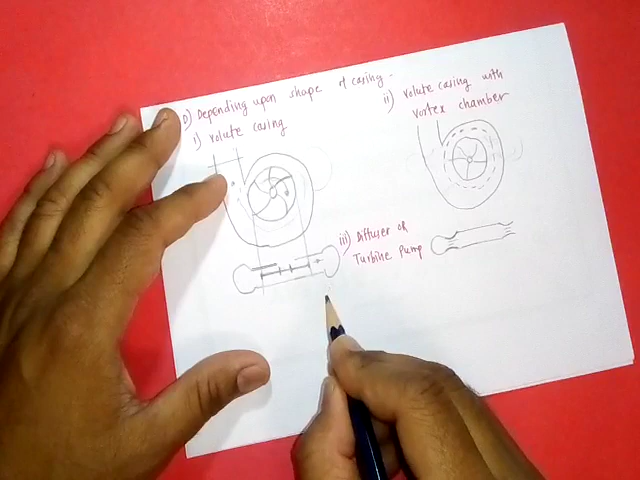 D) Depending upon shape of casing.
i) Volute casing
ii) Volute casing with
vortex chamber
iii) Diffuser or
Turbine Pump